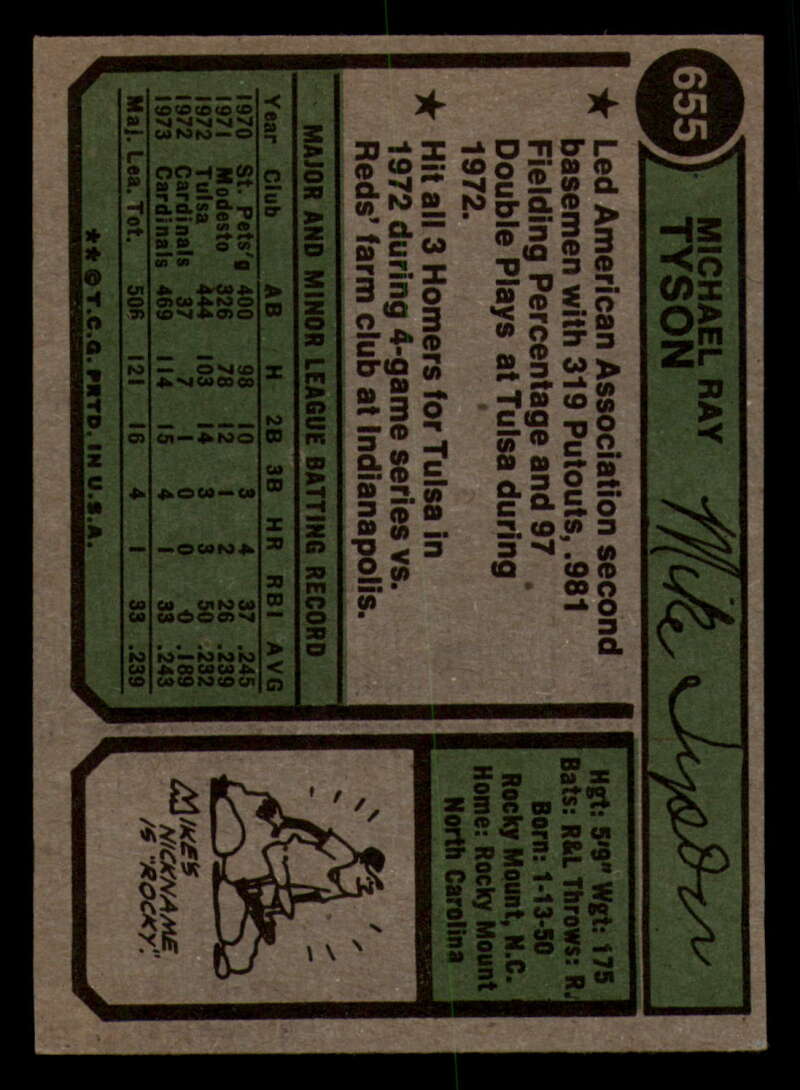 655
MICHAEL RAY
TYSON
Mike Tyson
★ Led American Association second
basemen with 319 Putouts, .981
Fielding Percentage and 97
Double Plays at Tulsa during
1972.
★ Hit all 3 Homers for Tulsa in
1972 during 4-game series vs.
Reds' farm club at Indianapolis.
MAJOR AND MINOR LEAGUE BATTING RECORD
Year Club AB H 2B 3B HR RBI AVG
1970 St. Pets'g 400 98 10 3 4 37 .245
1971 Modesto 326 78 12 1 2 26 .239
1972 Tulsa 444 103 14 3 3 50 .232
1972 Cardinals 37 7 1 0 0 0 .189
1973 Cardinals 469 114 15 4 1 33 .243
Maj. Lea. Tot. 506 121 16 4 1 33 .239
**©T.C.G. PRTD. IN U.S.A.
Hgt: 5'9" Wgt: 175
Bats: R&L Throws: R.
Born: 1-13-50
Rocky Mount, N.C.
Home: Rocky Mount
North Carolina
MIKE'S
NICKNAME
IS "ROCKY."